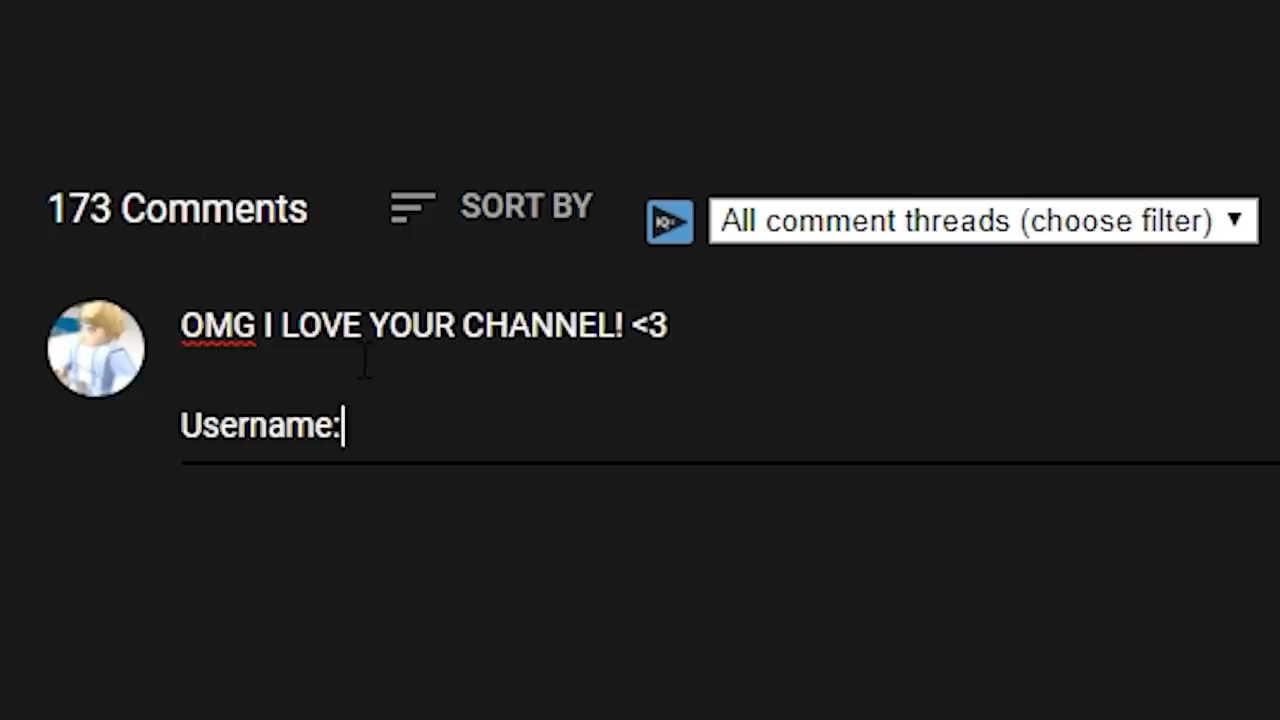 173 Comments
SORT BY
All comment threads (choose filter)
OMG I LOVE YOUR CHANNEL! <3
Username: